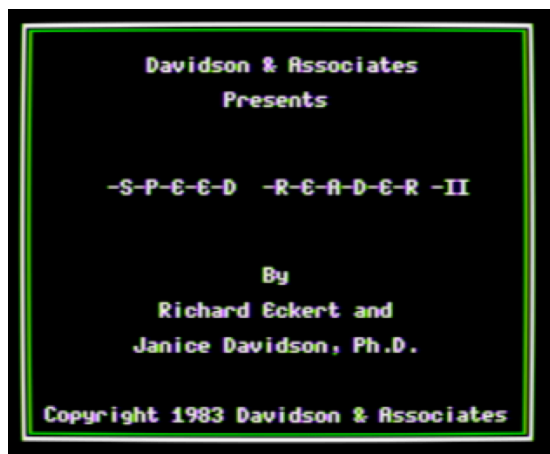 Davidson & Associates
Presents
-S-P-E-E-D -R-E-A-D-E-R -II
By
Richard Eckert and
Janice Davidson, Ph.D.
Copyright 1983 Davidson & Associates